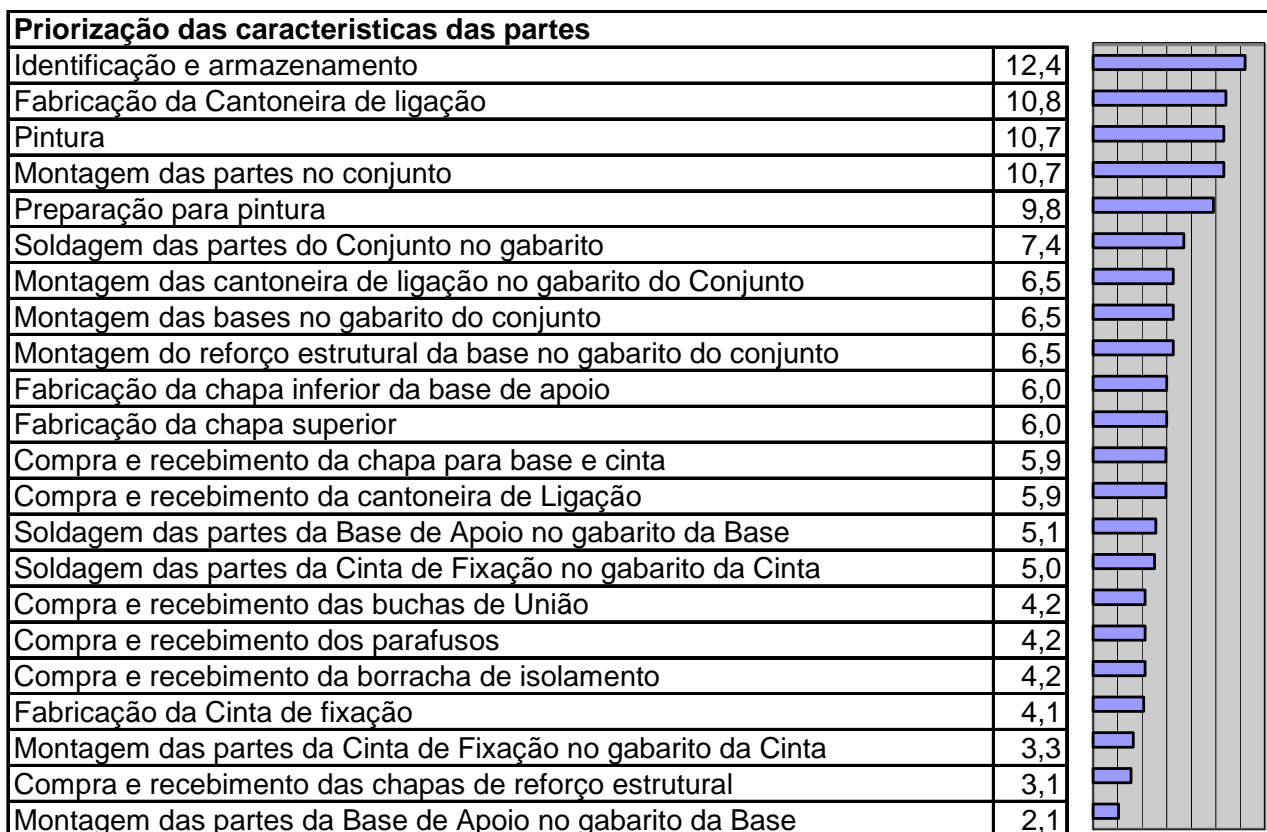 Priorização das caracteristicas das partes
Identificação e armazenamento 12,4
Fabricação da Cantoneira de ligação 10,8
Pintura 10,7
Montagem das partes no conjunto 10,7
Preparação para pintura 9,8
Soldagem das partes do Conjunto no gabarito 7,4
Montagem das cantoneira de ligação no gabarito do Conjunto 6,5
Montagem das bases no gabarito do conjunto 6,5
Montagem do reforço estrutural da base no gabarito do conjunto 6,5
Fabricação da chapa inferior da base de apoio 6,0
Fabricação da chapa superior 6,0
Compra e recebimento da chapa para base e cinta 5,9
Compra e recebimento da cantoneira de Ligação 5,9
Soldagem das partes da Base de Apoio no gabarito da Base 5,1
Soldagem das partes da Cinta de Fixação no gabarito da Cinta 5,0
Compra e recebimento das buchas de União 4,2
Compra e recebimento dos parafusos 4,2
Compra e recebimento da borracha de isolamento 4,2
Fabricação da Cinta de fixação 4,1
Montagem das partes da Cinta de Fixação no gabarito da Cinta 3,3
Compra e recebimento das chapas de reforço estrutural 3,1
Montagem das partes da Base de Apoio no gabarito da Base 2,1